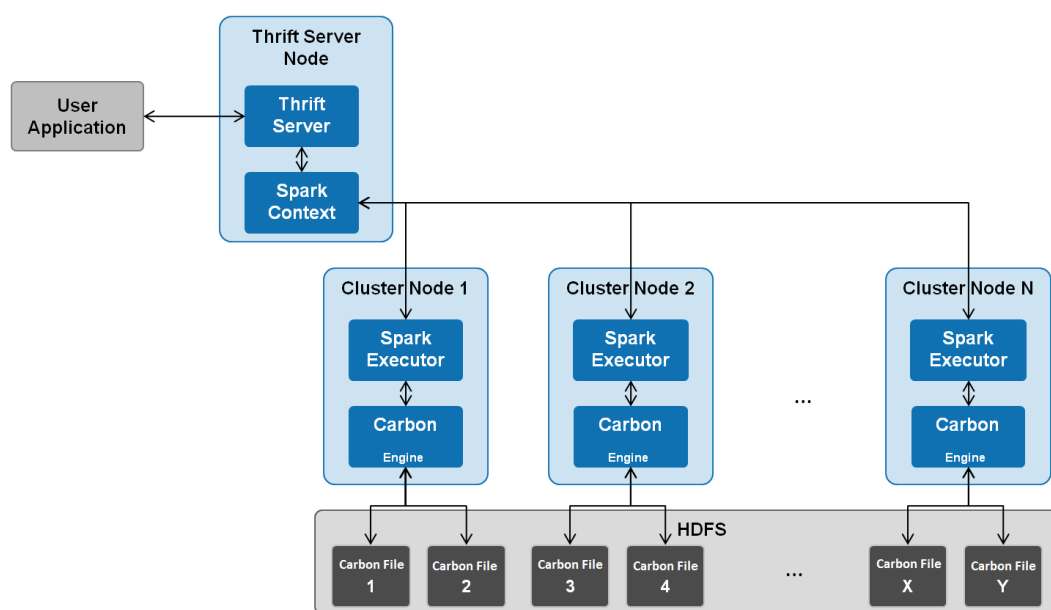 Thrift Server
Node
User
Application
Thrift
Server
Spark
Context
Cluster Node 1
Cluster Node 2
Cluster Node N
Spark
Executor
Spark
Executor
Spark
Executor
...
Carbon
Engine
Carbon
Engine
Carbon
Engine
HDFS
Carbon File
1
Carbon File
2
Carbon File
3
Carbon File
4
...
Carbon File
X
Carbon File
Y